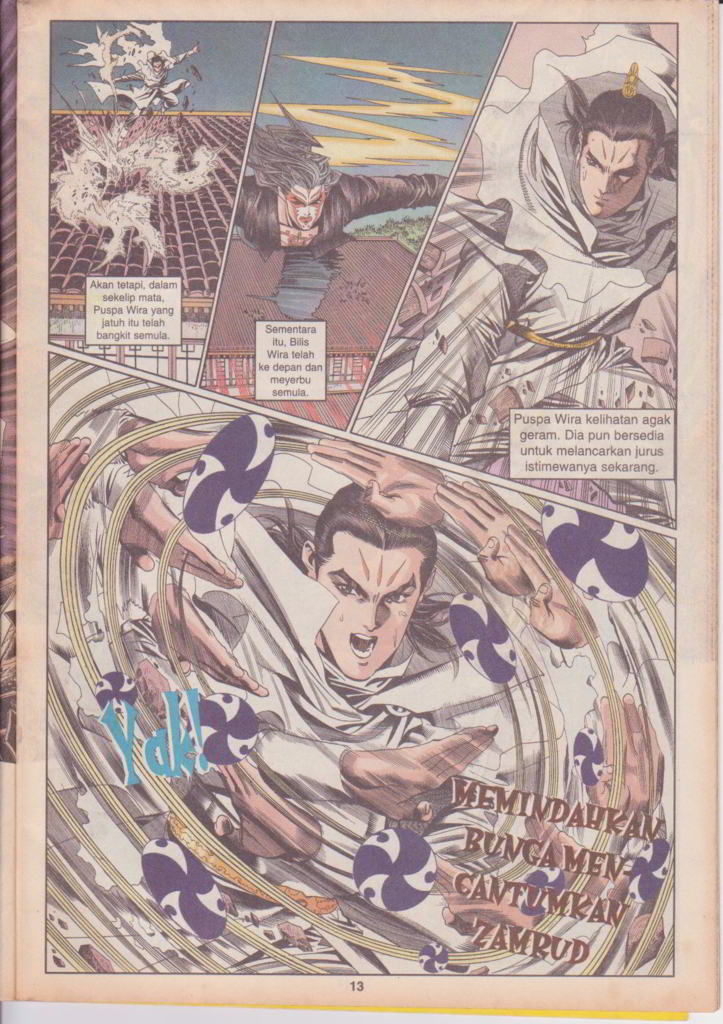 Akan tetapi, dalam
sekelip mata,
Puspa Wira yang
jatuh itu telah
bangkit semula.
Sementara
itu, Bilis
Wira telah
ke depan dan
meyerbu
semula.
Puspa Wira kelihatan agak
geram. Dia pun bersedia
untuk melancarkan jurus
istimewanya sekarang.
Yak!
MEMINDAHKAN
BUNGA MEN-
CANTUMKAN
ZAMRUD
13